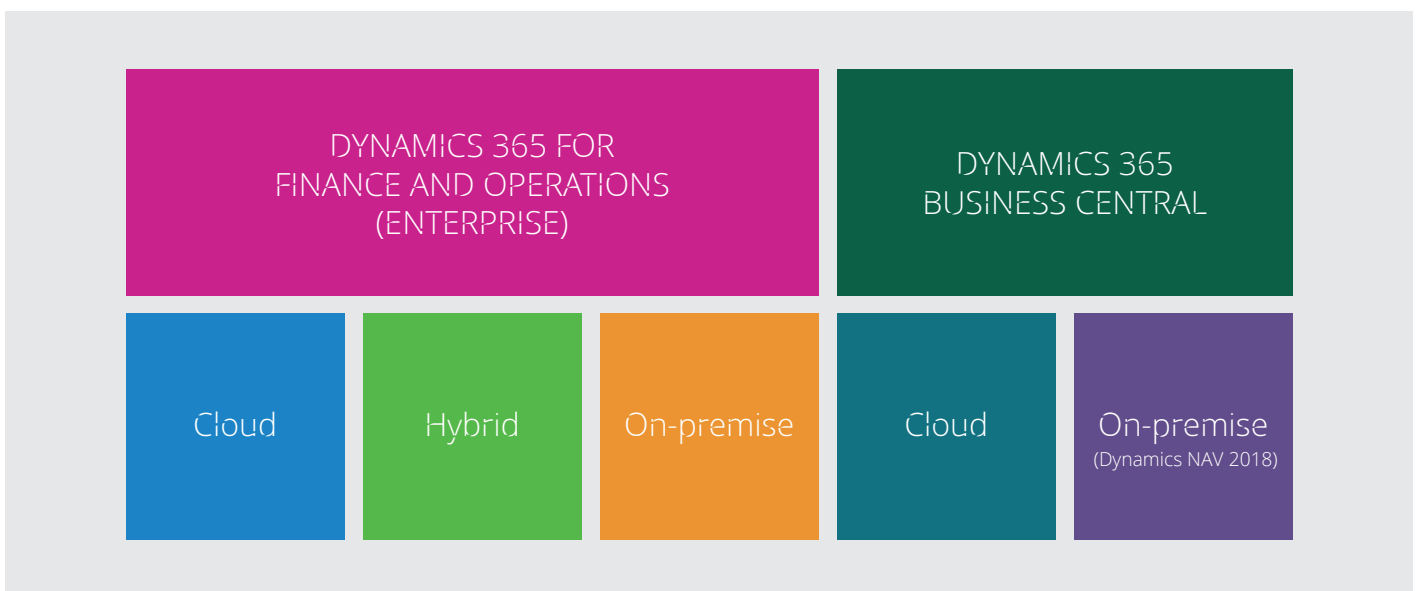 DYNAMICS 365 FOR
FINANCE AND OPERATIONS
(ENTERPRISE)
DYNAMICS 365
BUSINESS CENTRAL
Cloud
Hybrid
On-premise
Cloud
On-premise
(Dynamics NAV 2018)